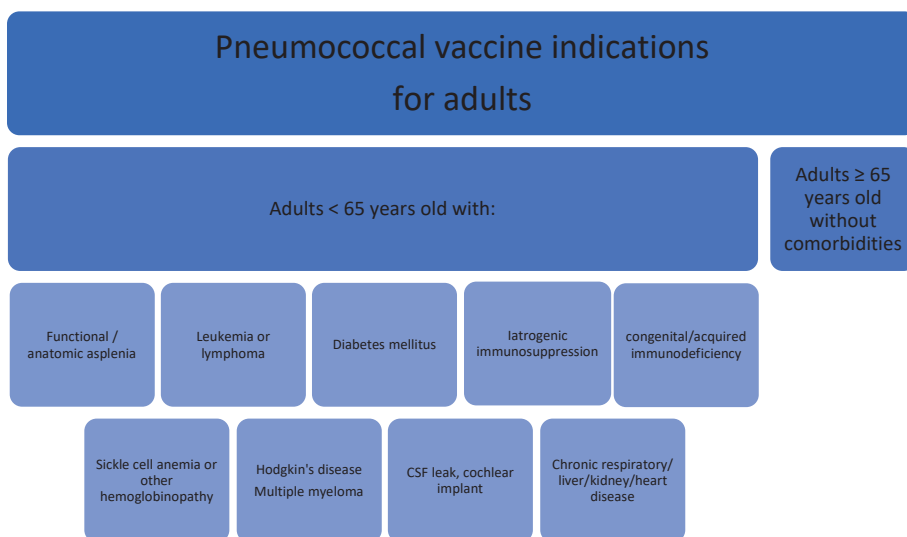 Pneumococcal vaccine indications
for adults
Adults < 65 years old with:
Adults ≥ 65
years old
without
comorbidities
Functional /
anatomic asplenia
Leukemia or
lymphoma
Diabetes mellitus
Iatrogenic
immunosuppression
congenital/acquired
immunodeficiency
Sickle cell anemia or
other
hemoglobinopathy
Hodgkin's disease
Multiple myeloma
CSF leak, cochlear
implant
Chronic respiratory/
liver/kidney/heart
disease